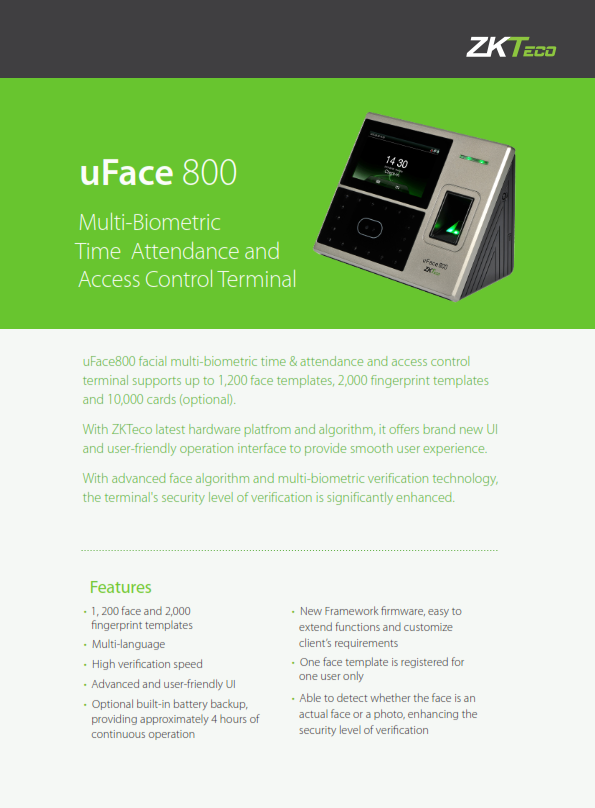 ZKTECO
uFace 800
Multi-Biometric
Time Attendance and
Access Control Terminal
14 30
uFace 800
ZKTeco
uFace800 facial multi-biometric time & attendance and access control
terminal supports up to 1,200 face templates, 2,000 fingerprint templates
and 10,000 cards (optional).
With ZKTeco latest hardware platfrom and algorithm, it offers brand new UI
and user-friendly operation interface to provide smooth user experience.
With advanced face algorithm and multi-biometric verification technology,
the terminal's security level of verification is significantly enhanced.
Features
• 1, 200 face and 2,000
fingerprint templates
• Multi-language
• High verification speed
• Advanced and user-friendly UI
• Optional built-in battery backup,
providing approximately 4 hours of
continuous operation
• New Framework firmware, easy to
extend functions and customize
client's requirements
• One face template is registered for
one user only
• Able to detect whether the face is an
actual face or a photo, enhancing the
security level of verification